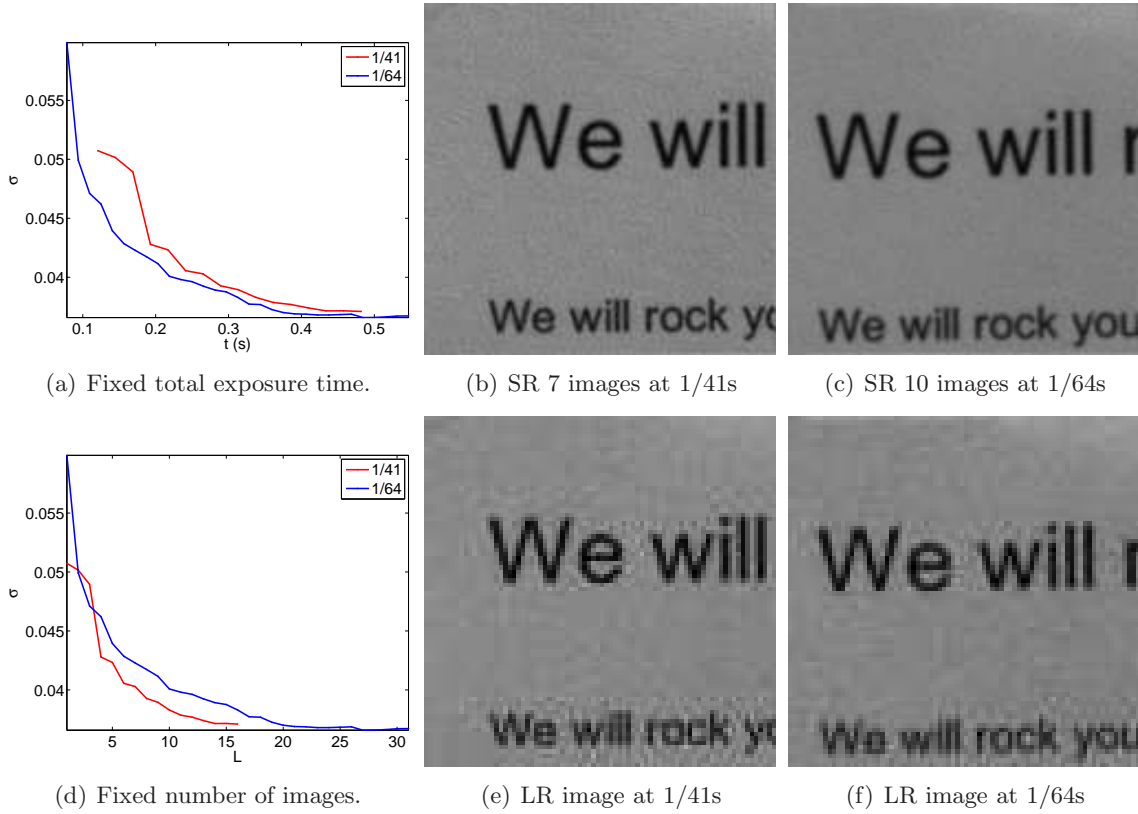 0.055
0.05
0.045
0.04
σ
0.1 0.2 0.3 0.4 0.5
t (s)
1/41
1/64
(a) Fixed total exposure time.
We will
We will rock yo
(b) SR 7 images at 1/41s
We will r
We will rock you
(c) SR 10 images at 1/64s
0.055
0.05
0.045
0.04
σ
5 10 15 20 25 30
L
1/41
1/64
(d) Fixed number of images.
We will
We will rock yo
(e) LR image at 1/41s
We will r
We will rock you
(f) LR image at 1/64s